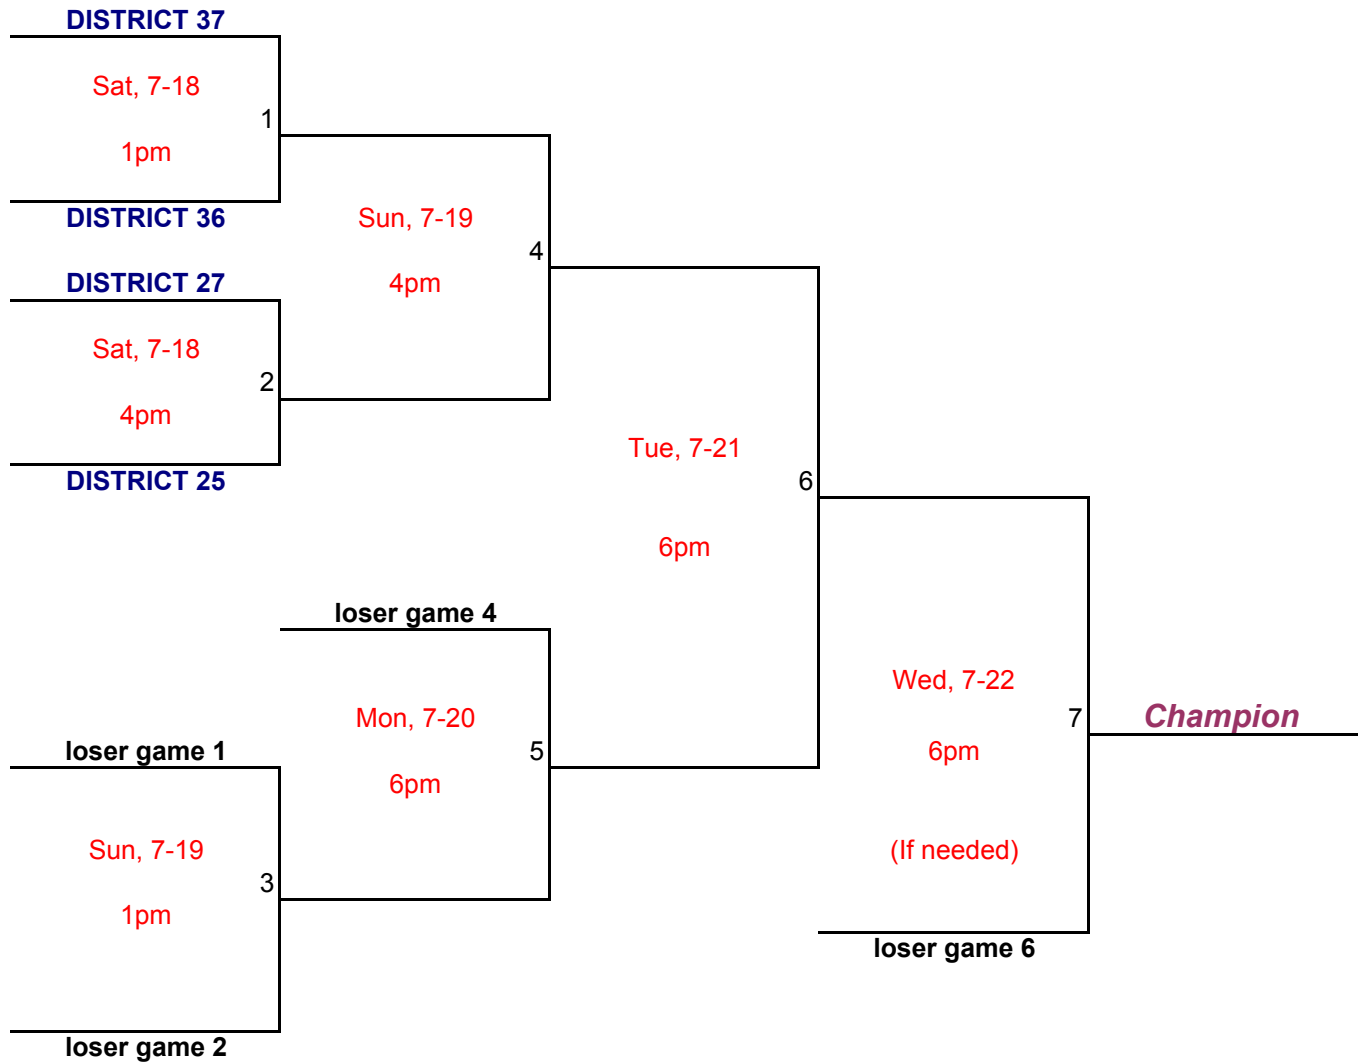 DISTRICT 37
Sat, 7-18
1
1pm
DISTRICT 36
Sun, 7-19
4
4pm
DISTRICT 27
Sat, 7-18
2
4pm
DISTRICT 25
Tue, 7-21
6
6pm
loser game 4
Mon, 7-20
5
6pm
loser game 1
Sun, 7-19
3
1pm
loser game 2
Wed, 7-22
7
6pm
(If needed)
loser game 6
Champion